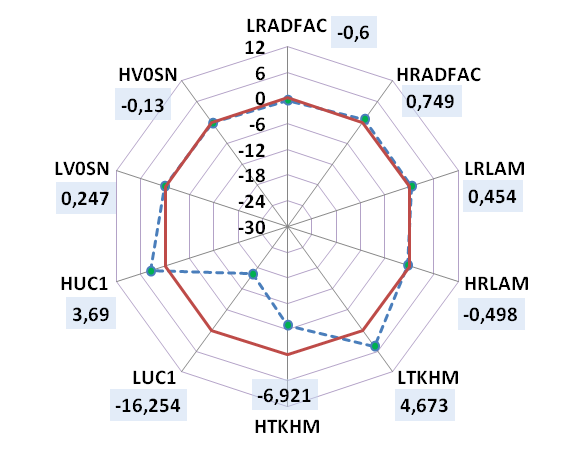 LRADFAC
-0,6
12
6
0
-6
-12
-18
-24
-30
HRADFAC
0,749
LRLAM
0,454
HRLAM
-0,498
LTKHM
4,673
-6,921
HTKHM
LUC1
-16,254
HUC1
3,69
LV0SN
0,247
HV0SN
-0,13